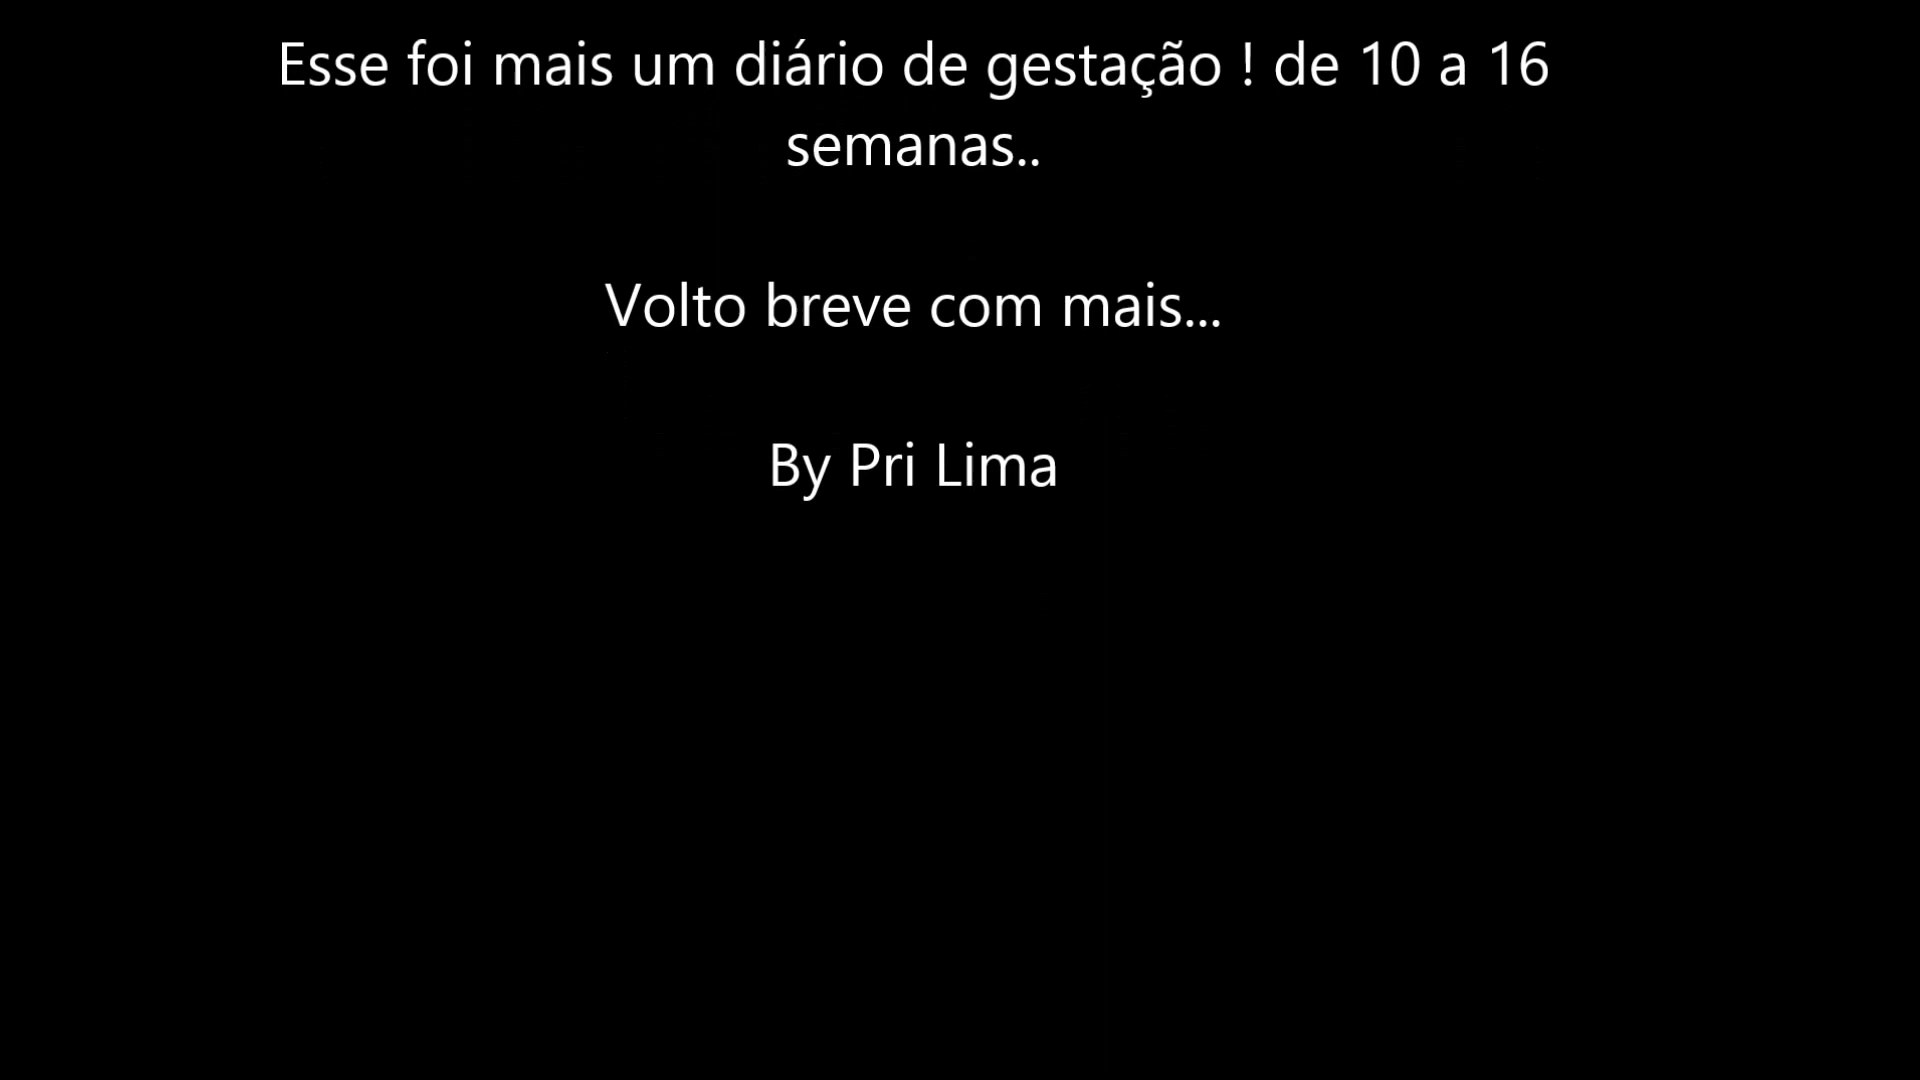 Esse foi mais um diário de gestação ! de 10 a 16
semanas..
Volto breve com mais...
By Pri Lima